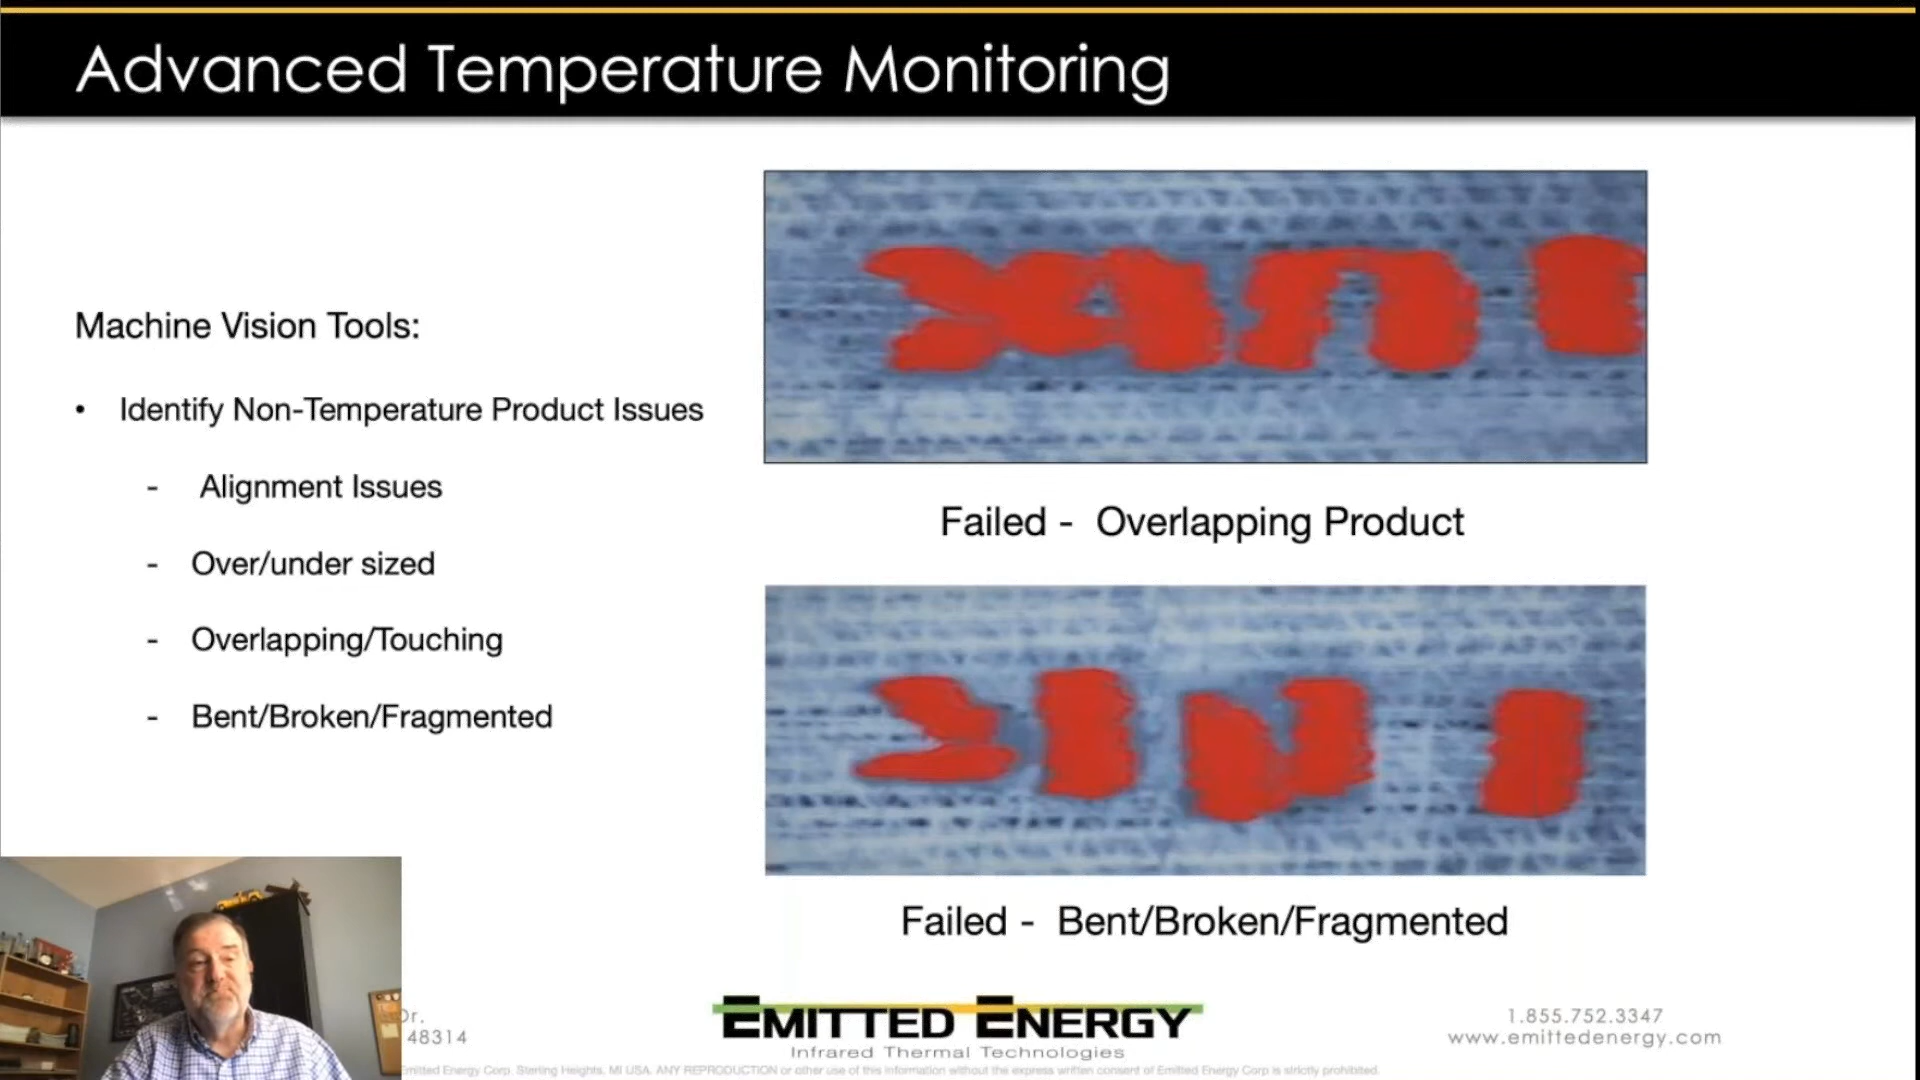 Advanced Temperature Monitoring
Machine Vision Tools:
• Identify Non-Temperature Product Issues
- Alignment Issues
- Over/under sized
- Overlapping/Touching
- Bent/Broken/Fragmented
Failed - Overlapping Product
Failed - Bent/Broken/Fragmented
Dr.
48314
EMITTED ENERGY
Infrared Thermal Technologies
1.855.752.3347
www.emittedenergy.com
Emitted Energy Corp. Sterling Heights, MI USA. ANY REPRODUCTION or other use of this information without the express written consent of Emitted Energy Corp is strictly prohibited.